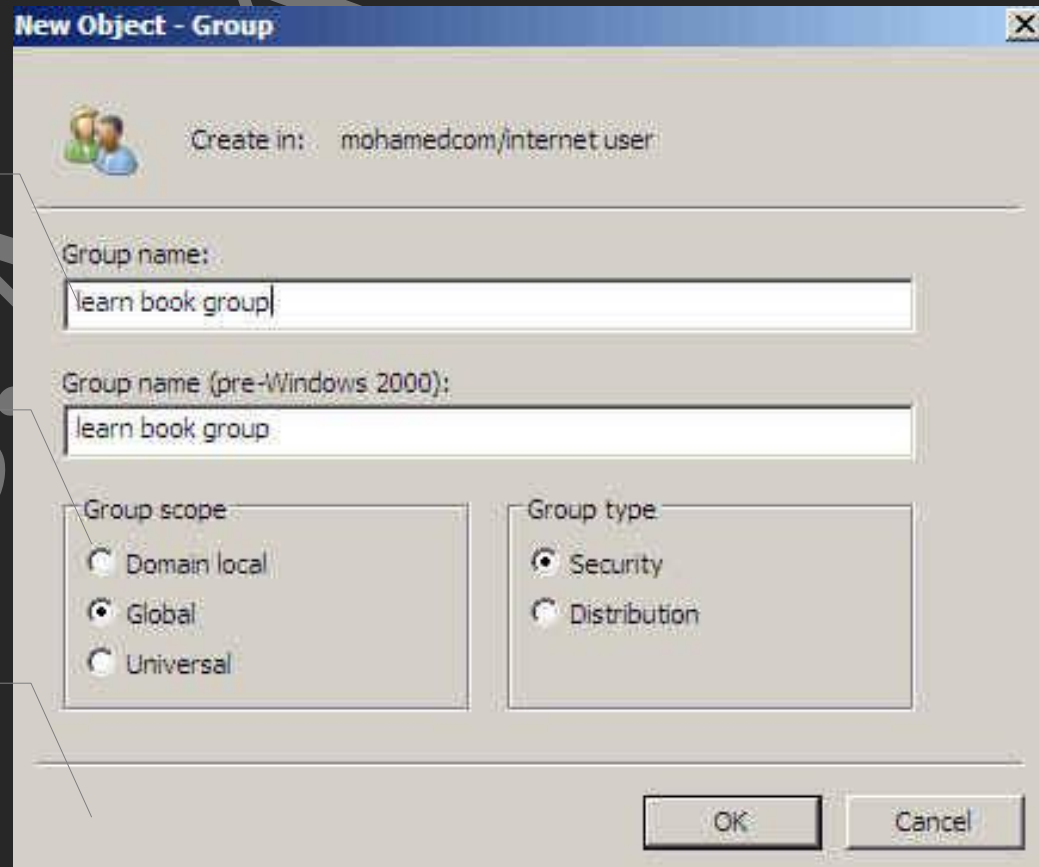 New Object - Group
Create in: mohamedcom/internet user
Group name:
learn book group
Group name (pre-Windows 2000):
learn book group
Group scope
Domain local
Global
Universal
Group type
Security
Distribution
OK
Cancel